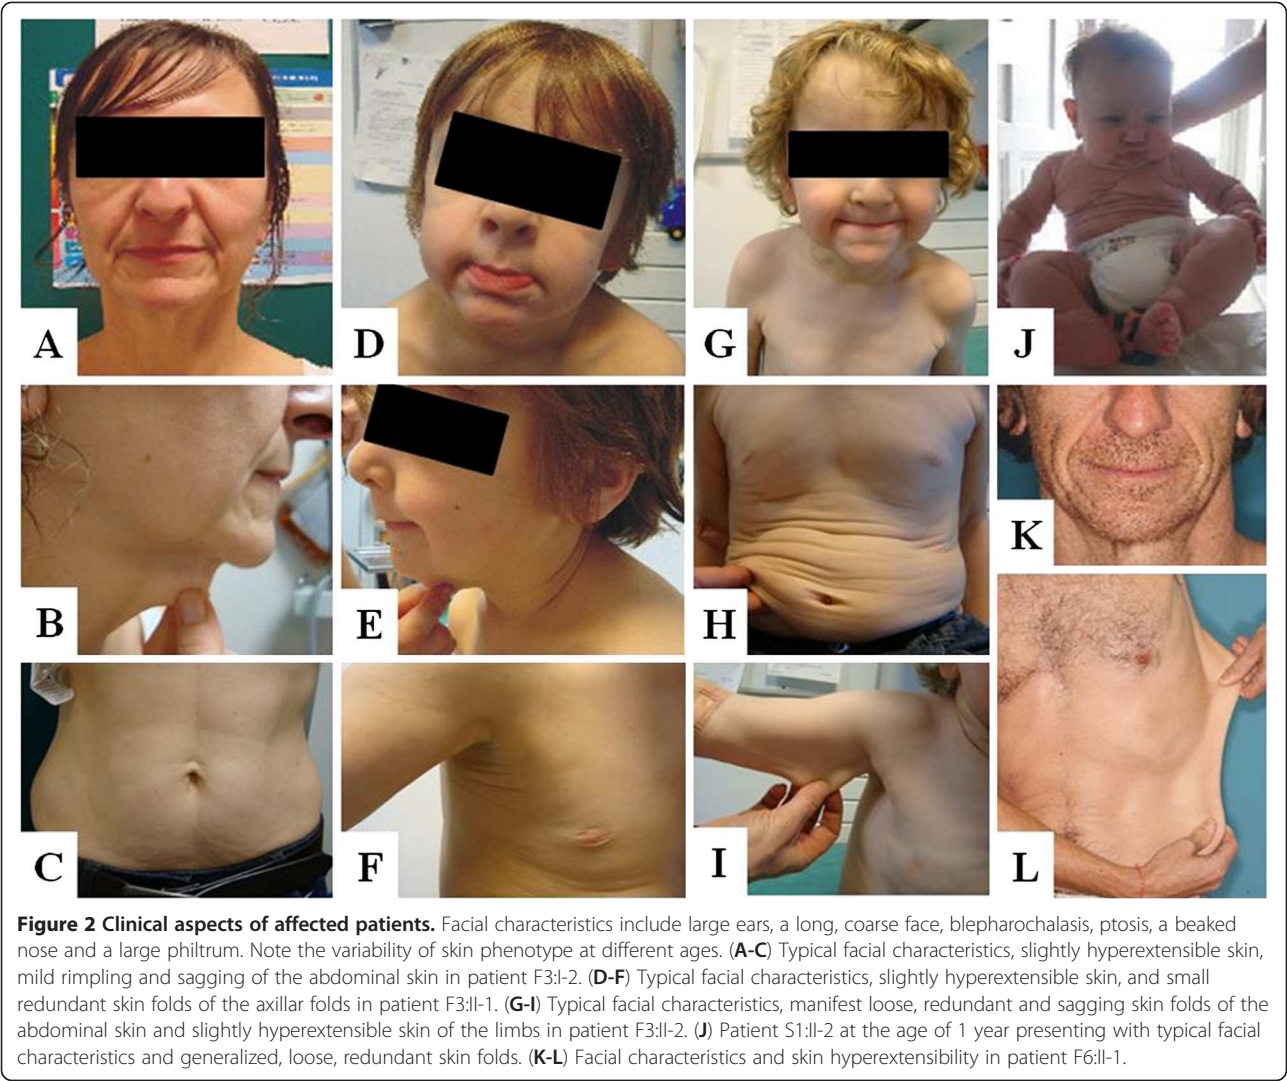 A
D
G
J
B
E
H
K
C
F
I
L
Figure 2 Clinical aspects of affected patients. Facial characteristics include large ears, a long, coarse face, blepharochalasis, ptosis, a beaked
nose and a large philtrum. Note the variability of skin phenotype at different ages. (A-C) Typical facial characteristics, slightly hyperextensible skin,
mild rimpling and sagging of the abdominal skin in patient F3:I-2. (D-F) Typical facial characteristics, slightly hyperextensible skin, and small
redundant skin folds of the axillar folds in patient F3:II-1. (G-I) Typical facial characteristics, manifest loose, redundant and sagging skin folds of the
abdominal skin and slightly hyperextensible skin of the limbs in patient F3:II-2. (J) Patient S1:II-2 at the age of 1 year presenting with typical facial
characteristics and generalized, loose, redundant skin folds. (K-L) Facial characteristics and skin hyperextensibility in patient F6:II-1.